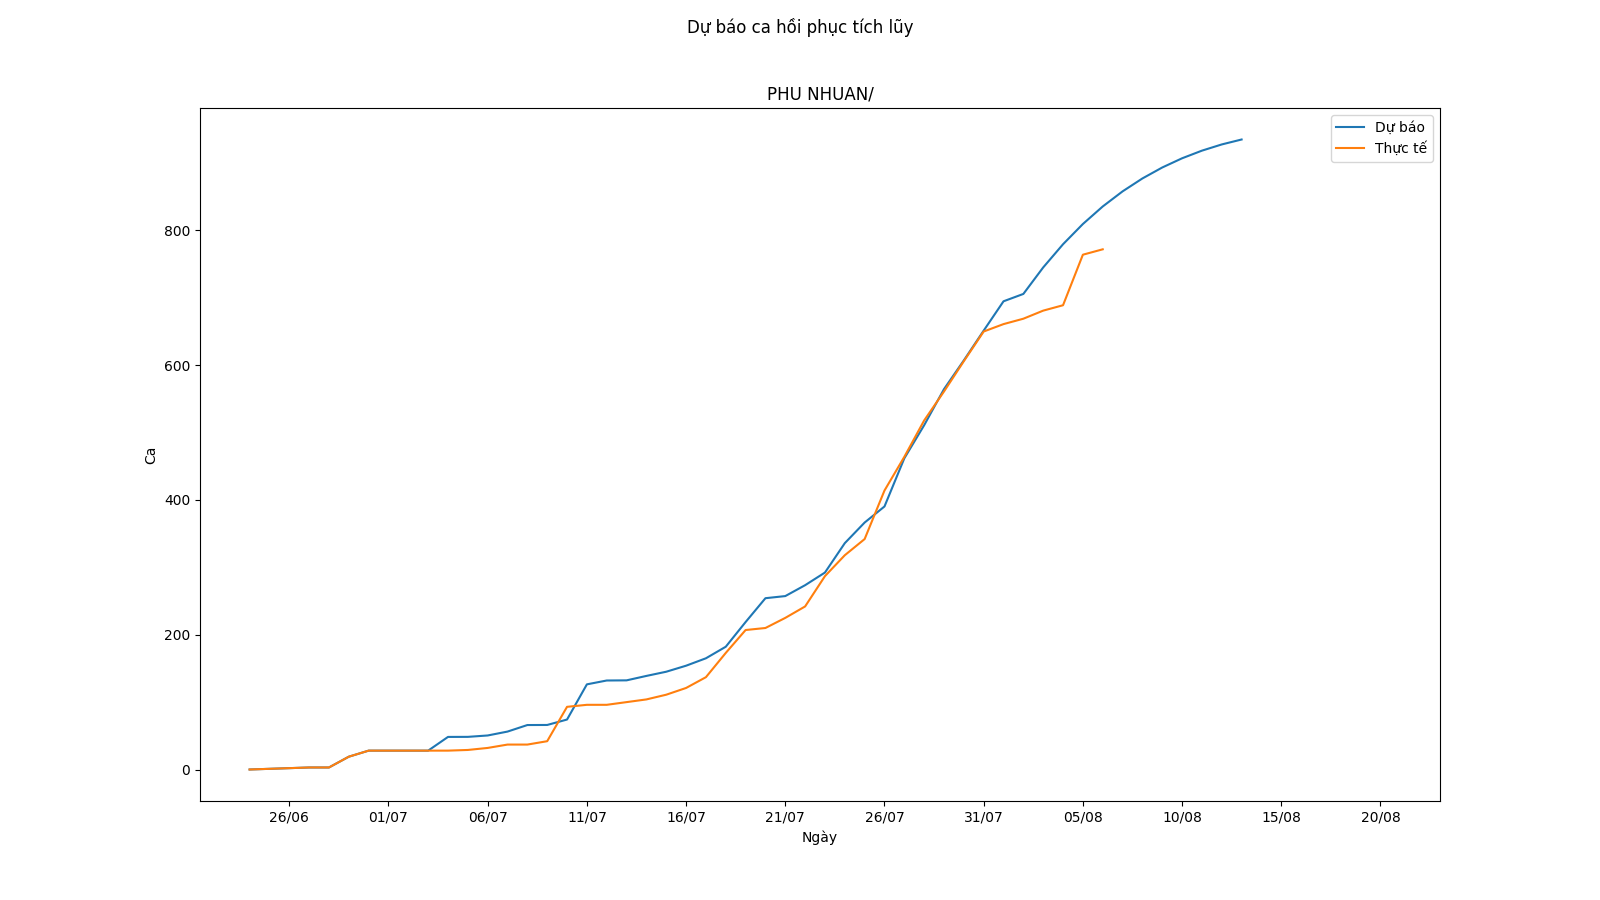 Dự báo ca hồi phục tích lũy
PHU NHUAN/
Dự báo
Thực tế
Ca
800
600
400
200
0
26/06 01/07 06/07 11/07 16/07 21/07 26/07 31/07 05/08 10/08 15/08 20/08
Ngày